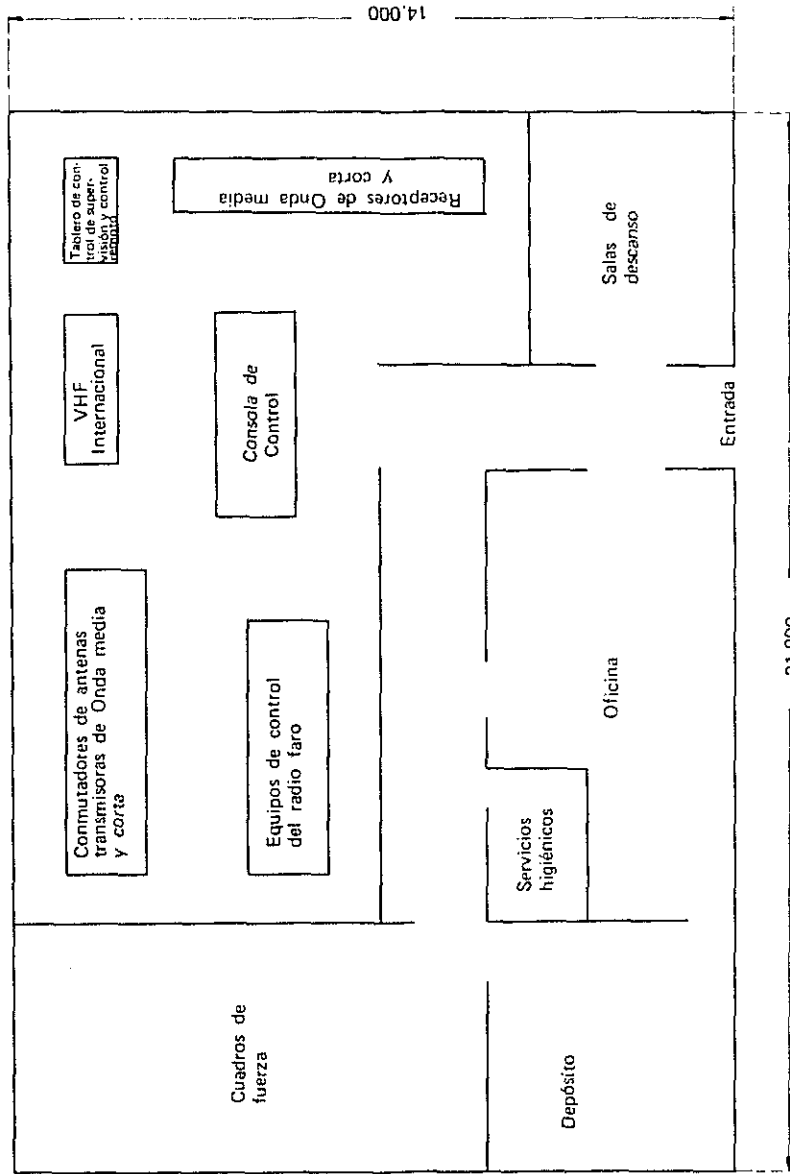 Conmutadores de antenas
transmisoras de Onda media
y corta
VHF
Internacional
Tablero de con-
trol de super-
visión y control
remoto
Equipos de control
del radio faro
Consola de
Control
Receptores de Onda media
y corta
Cuadros de
fuerza
Servicios
higiénicos
Depósito
Oficina
Entrada
Salas de
descanso
14.000